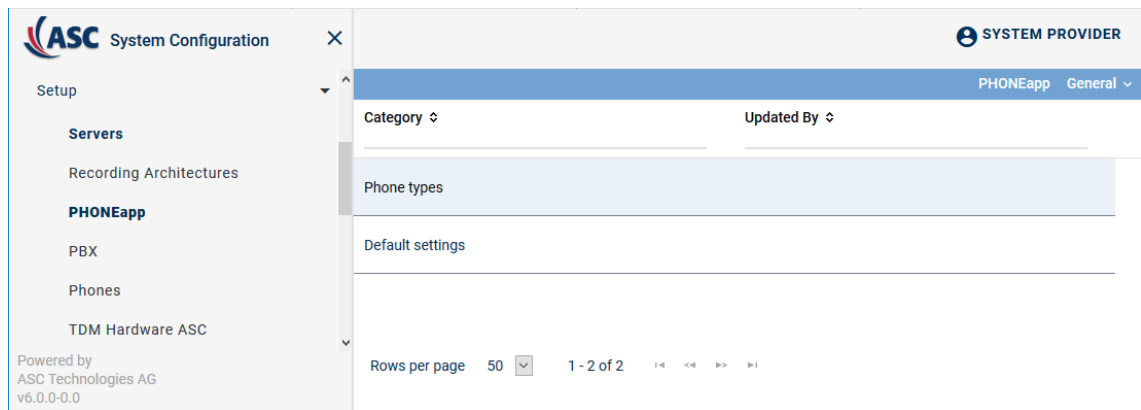 ASC System Configuration
SYSTEM PROVIDER
PHONEapp General
Setup
Servers
Recording Architectures
PHONEapp
PBX
Phones
TDM Hardware ASC
Powered by
ASC Technologies AG
v6.0.0-0.0
Category Updated By
Phone types
Default settings
Rows per page 50 1 - 2 of 2